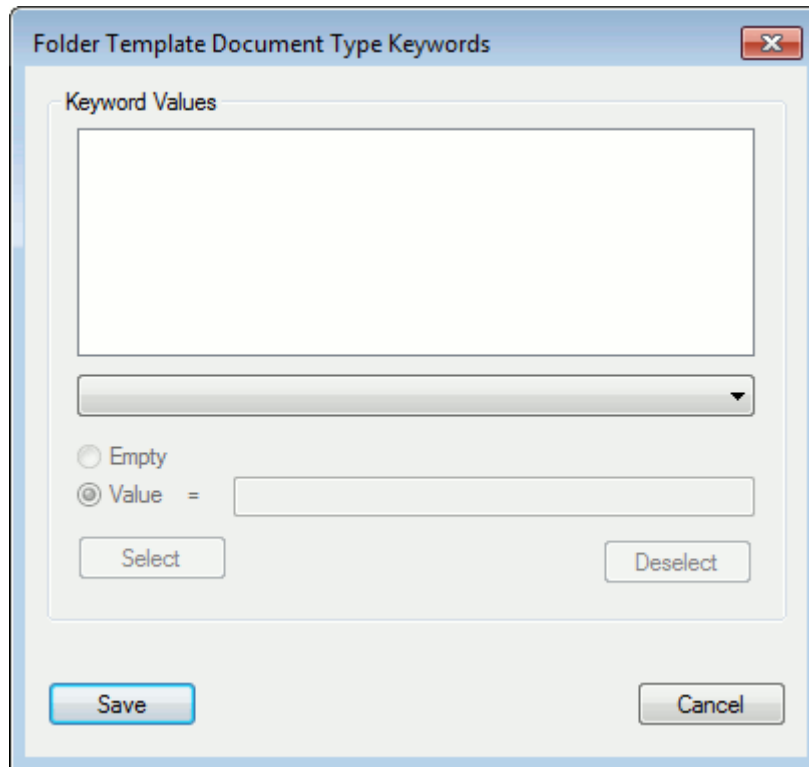 Folder Template Document Type Keywords
Keyword Values
Empty
Value =
Select Deselect
Save Cancel